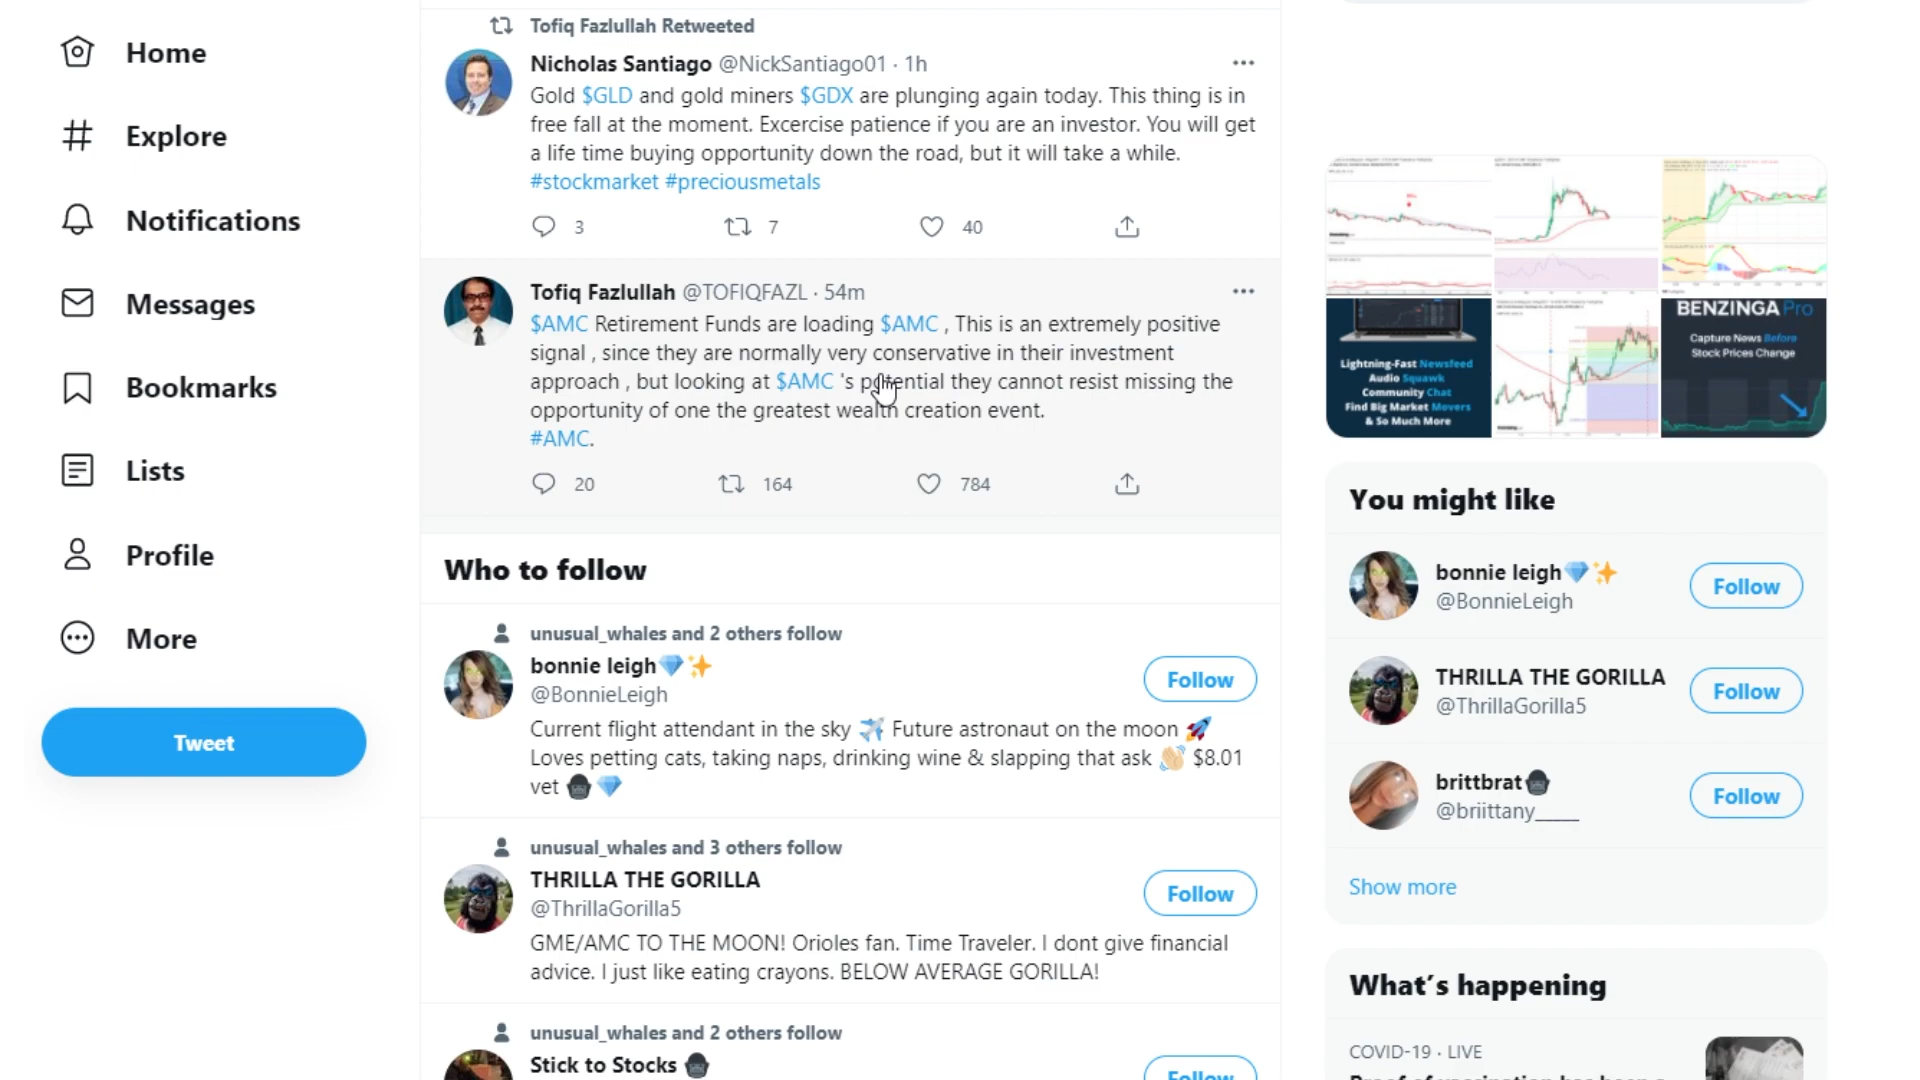 Home
Explore
Notifications
Messages
Bookmarks
Lists
Profile
More
Tweet
Tofiq Fazlullah Retweeted
Nicholas Santiago @NickSantiago01 · 1h
Gold $GLD and gold miners $GDX are plunging again today. This thing is in
free fall at the moment. Excercise patience if you are an investor. You will get
a life time buying opportunity down the road, but it will take a while.
#stockmarket #preciousmetals
3 7 40
Tofiq Fazlullah @TOFIQFAZL · 54m
$AMC Retirement Funds are loading $AMC , This is an extremely positive
signal , since they are normally very conservative in their investment
approach , but looking at $AMC 's potential they cannot resist missing the
opportunity of one the greatest wealth creation event.
#AMC.
20 164 784
Who to follow
unusual_whales and 2 others follow
bonnie leigh💎✨
@BonnieLeigh
Follow
Current flight attendant in the sky ✈️ Future astronaut on the moon 🚀
Loves petting cats, taking naps, drinking wine & slapping that ask 👋🏼 $8.01
vet 🦍💎
unusual_whales and 3 others follow
THRILLA THE GORILLA
@ThrillaGorilla5
Follow
GME/AMC TO THE MOON! Orioles fan. Time Traveler. I dont give financial
advice. I just like eating crayons. BELOW AVERAGE GORILLA!
unusual_whales and 2 others follow
Stick to Stocks 🦍
Follow
Lightning-Fast Newsfeed
Audio Squawk
Community Chat
Find Big Market Movers
& So Much More
BENZINGA Pro
Capture News Before
Stock Prices Change
You might like
bonnie leigh💎✨
@BonnieLeigh
Follow
THRILLA THE GORILLA
@ThrillaGorilla5
Follow
brittbrat🦍
@briittany_____
Follow
Show more
What's happening
COVID-19 · LIVE
Proof of vaccination has been a